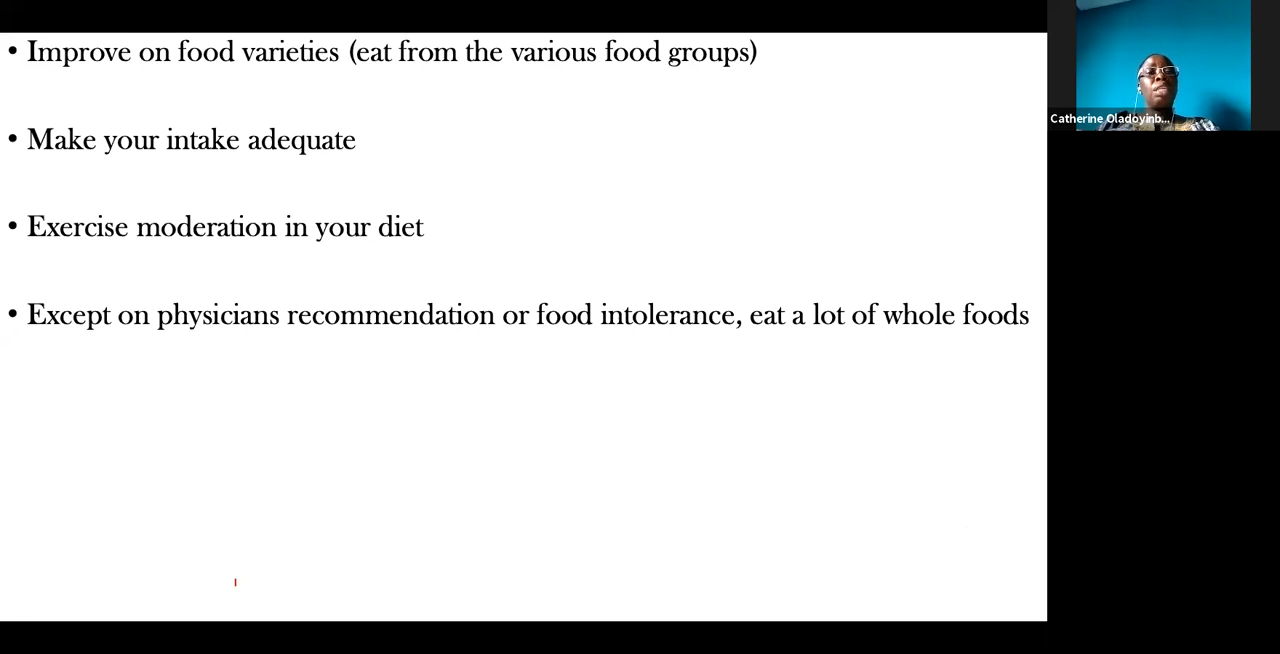 • Improve on food varieties (eat from the various food groups)
• Make your intake adequate
• Exercise moderation in your diet
• Except on physicians recommendation or food intolerance, eat a lot of whole foods
Catherine Oladoyinb...